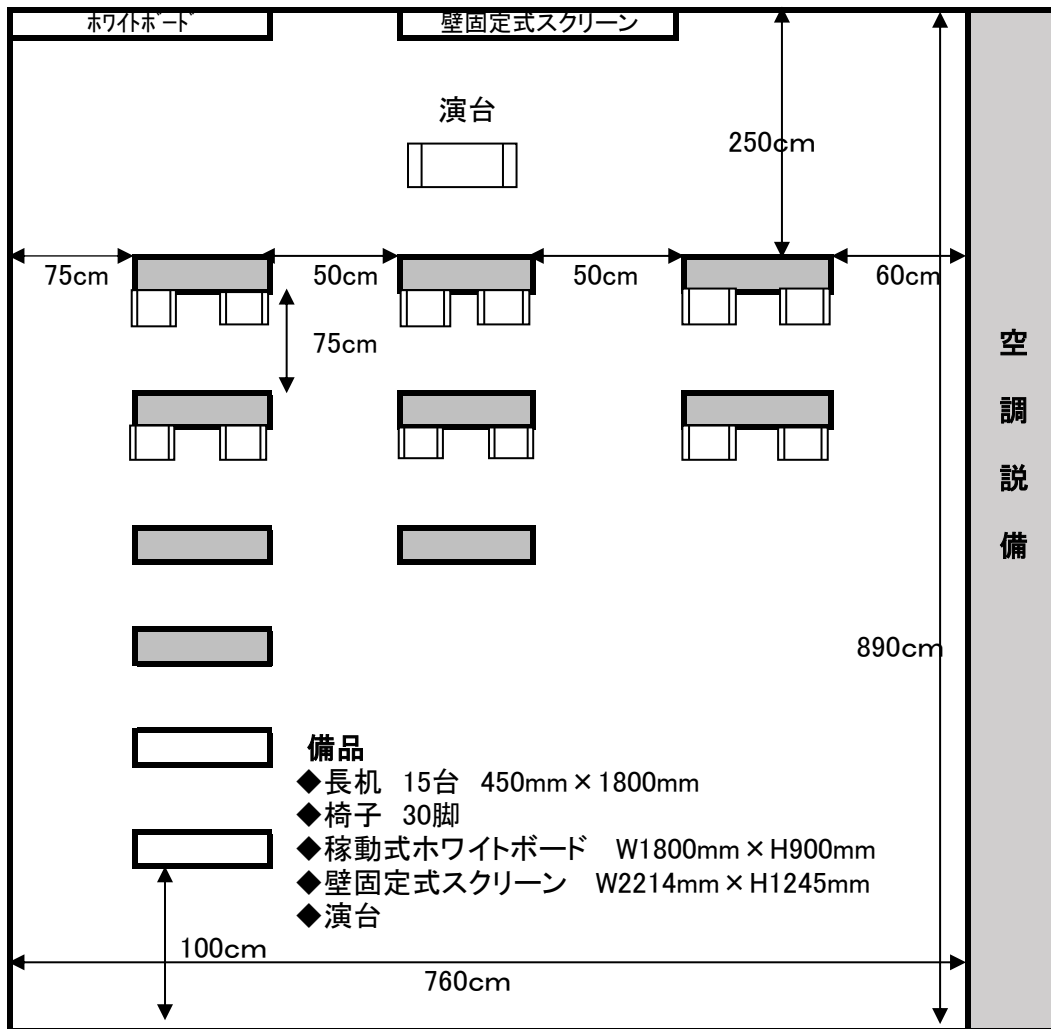 ホワイトボード
壁固定式スクリーン
演台
250cm
75cm
50cm
50cm
60cm
75cm
空調説備
890cm
備品
◆長机 15台 450mm×1800mm
◆椅子 30脚
◆稼動式ホワイトボード W1800mm×H900mm
◆壁固定式スクリーン W2214mm×H1245mm
◆演台
100cm
760cm